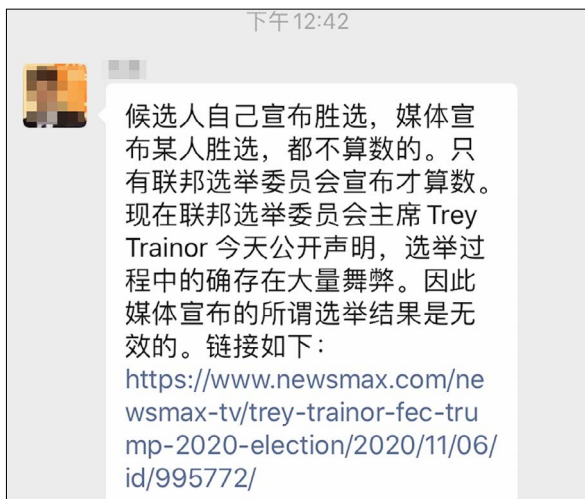 下午12:42
候选人自己宣布胜选，媒体宣
布某人胜选，都不算数的。只
有联邦选举委员会宣布才算数。
现在联邦选举委员会主席Trey
Trainor 今天公开声明，选举过
程中的确存在大量舞弊。因此
媒体宣布的所谓选举结果是无
效的。链接如下：
https://www.newsmax.com/ne
wsmax-tv/trey-trainor-fec-tru
mp-2020-election/2020/11/06/
id/995772/